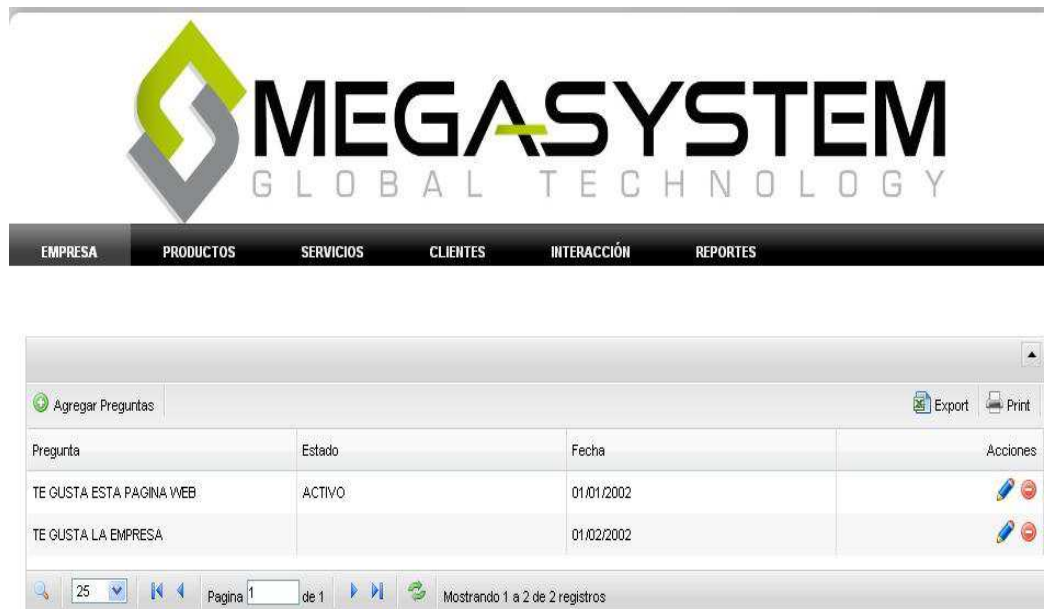 MEGASYSTEM
GLOBAL TECHNOLOGY
EMPRESA PRODUCTOS SERVICIOS CLIENTES INTERACCIÓN REPORTES
Agregar Preguntas Export Print
Pregunta Estado Fecha Acciones
TE GUSTA ESTA PAGINA WEB ACTIVO 01/01/2002
TE GUSTA LA EMPRESA 01/02/2002
25 Pagina 1 de 1 Mostrando 1 a 2 de 2 registros